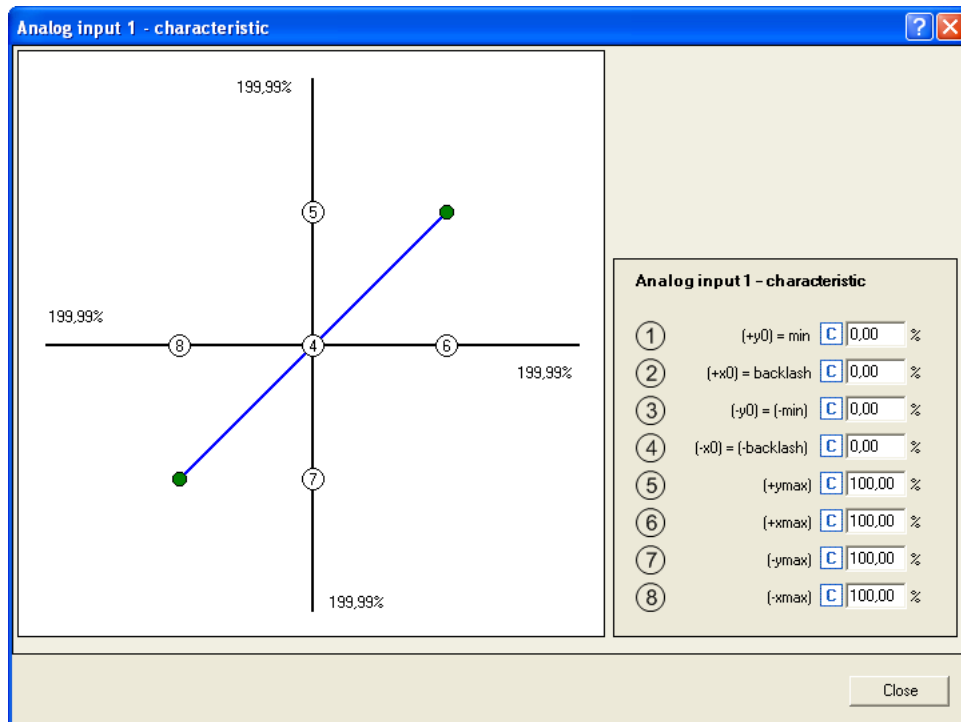 Analog input 1 - characteristic
?
199,99%
5
199,99%
8
4
6
199,99%
7
199,99%
Analog input 1 – characteristic
1 (+y0) = min C 0,00 %
2 (+x0) = backlash C 0,00 %
3 (-y0) = (-min) C 0,00 %
4 (-x0) = (-backlash) C 0,00 %
5 (+ymax) C 100,00 %
6 (+xmax) C 100,00 %
7 (-ymax) C 100,00 %
8 (-xmax) C 100,00 %
Close